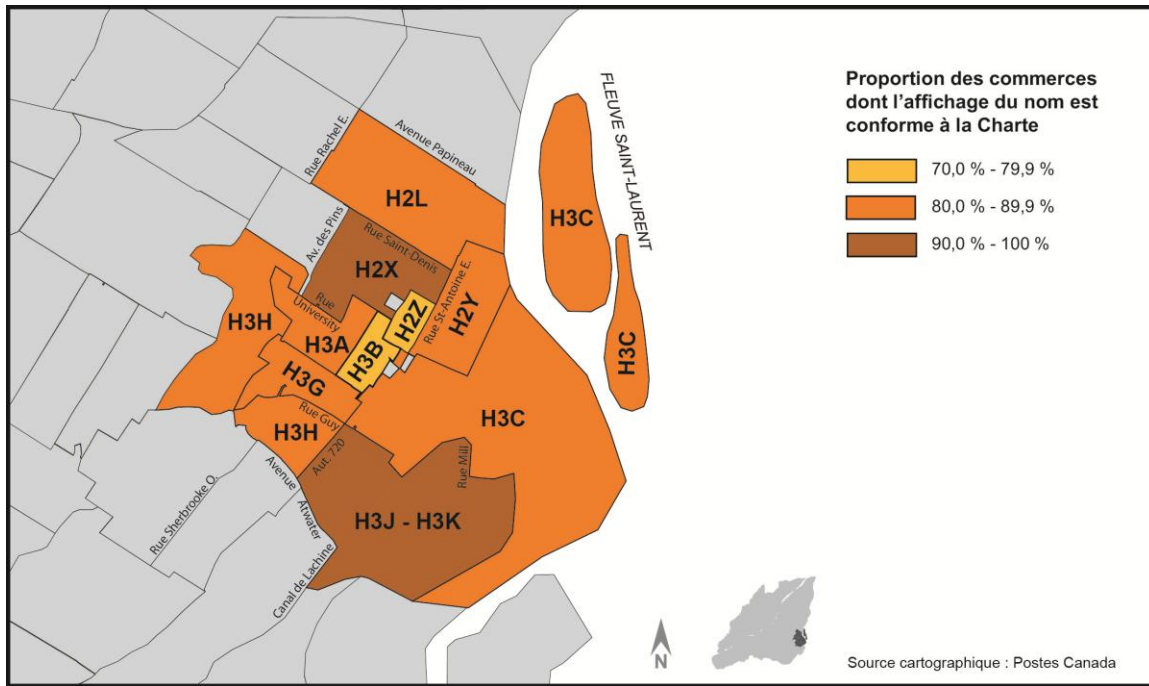 Proportion des commerces
dont l'affichage du nom est
conforme à la Charte
70,0 % - 79,9 %
80,0 % - 89,9 %
90,0 % - 100 %
FLEUVE SAINT-LAURENT
Rue Rachel E.
Avenue Papineau
H2L
H3C
Av. des Pins
Rue Saint-Denis
H2X
Rue St-Antoine E.
H2Y
H2Z
Rue
University
H3H
H3A
H3B
H3C
H3G
Rue Guy
H3C
H3H
Aut. 720
Rue Mill
Avenue
Atwater
Rue Sherbrooke O.
H3J - H3K
Canal de Lachine
N
Source cartographique : Postes Canada